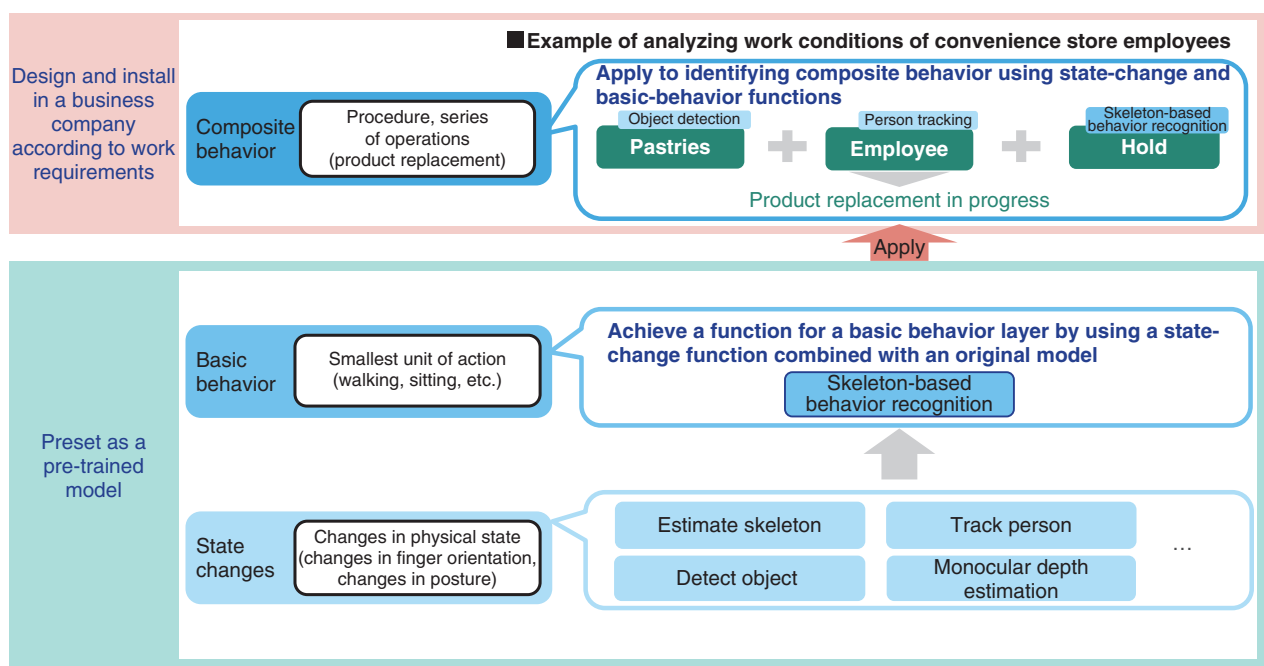 ■Example of analyzing work conditions of convenience store employees
Design and install
in a business
company
according to work
requirements
Composite
behavior
Procedure, series
of operations
(product replacement)
Apply to identifying composite behavior using state-change and
basic-behavior functions
Object detection
Pastries
Person tracking
Employee
Skeleton-based
behavior recognition
Hold
Product replacement in progress
Apply
Preset as a
pre-trained
model
Basic
behavior
Smallest unit of action
(walking, sitting, etc.)
Achieve a function for a basic behavior layer by using a state-
change function combined with an original model
Skeleton-based
behavior recognition
State
changes
Changes in physical state
(changes in finger orientation,
changes in posture)
Estimate skeleton
Track person
Detect object
Monocular depth
estimation
...